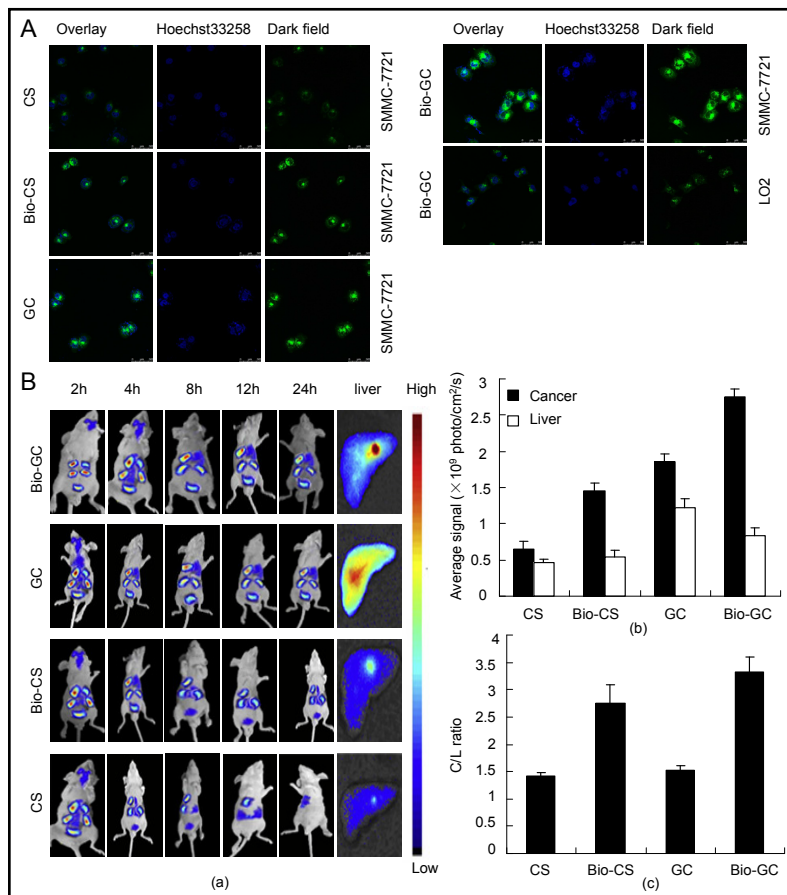 A
Overlay Hoechst33258 Dark field
CS
SMMC-7721
Bio-CS
SMMC-7721
GC
SMMC-7721
Overlay Hoechst33258 Dark field
Bio-GC
SMMC-7721
Bio-GC
LO2
B
2h 4h 8h 12h 24h liver High
Bio-GC
GC
Bio-CS
CS
Low
(a)
Average signal (×10⁹ photo/cm²/s)
3
2.5
2
1.5
1
0.5
0
Cancer
Liver
CS Bio-CS GC Bio-GC
(b)
C/L ratio
4
3.5
3
2.5
2
1.5
1
0.5
0
CS Bio-CS GC Bio-GC
(c)